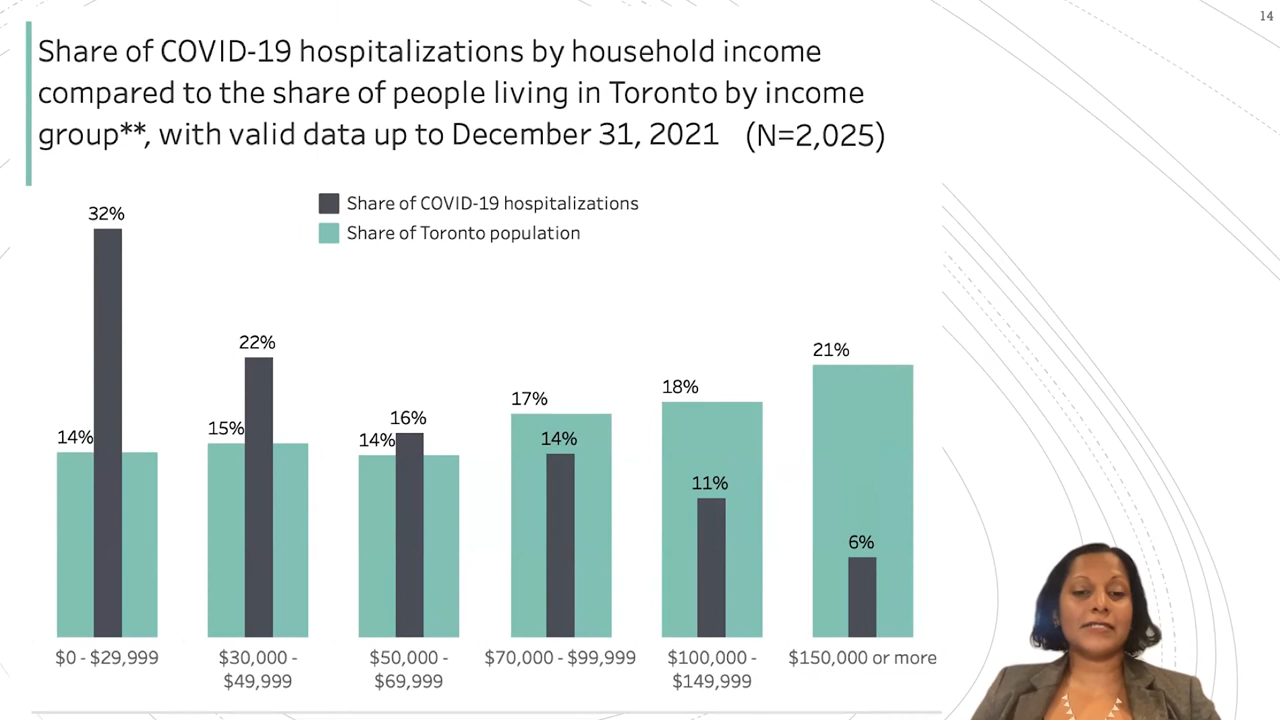 14
Share of COVID-19 hospitalizations by household income
compared to the share of people living in Toronto by income
group**, with valid data up to December 31, 2021 (N=2,025)
Share of COVID-19 hospitalizations
Share of Toronto population
32%
14%
22%
15%
16%
14%
17%
14%
18%
11%
21%
6%
$0 - $29,999
$30,000 -
$49,999
$50,000 -
$69,999
$70,000 - $99,999
$100,000 -
$149,999
$150,000 or more